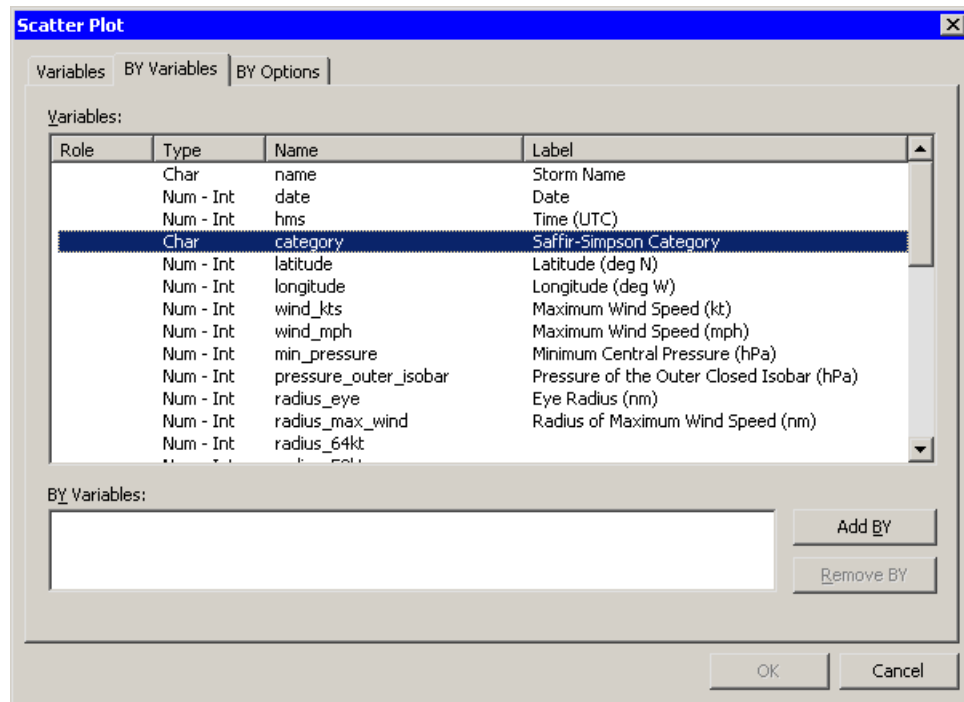 Scatter Plot
Variables BY Variables BY Options
Variables:
Role Type Name Label
Char name Storm Name
Num - Int date Date
Num - Int hms Time (UTC)
Char category Saffir-Simpson Category
Num - Int latitude Latitude (deg N)
Num - Int longitude Longitude (deg W)
Num - Int wind_kts Maximum Wind Speed (kt)
Num - Int wind_mph Maximum Wind Speed (mph)
Num - Int min_pressure Minimum Central Pressure (hPa)
Num - Int pressure_outer_isobar Pressure of the Outer Closed Isobar (hPa)
Num - Int radius_eye Eye Radius (nm)
Num - Int radius_max_wind Radius of Maximum Wind Speed (nm)
Num - Int radius_64kt
BY Variables:
Add BY
Remove BY
OK Cancel